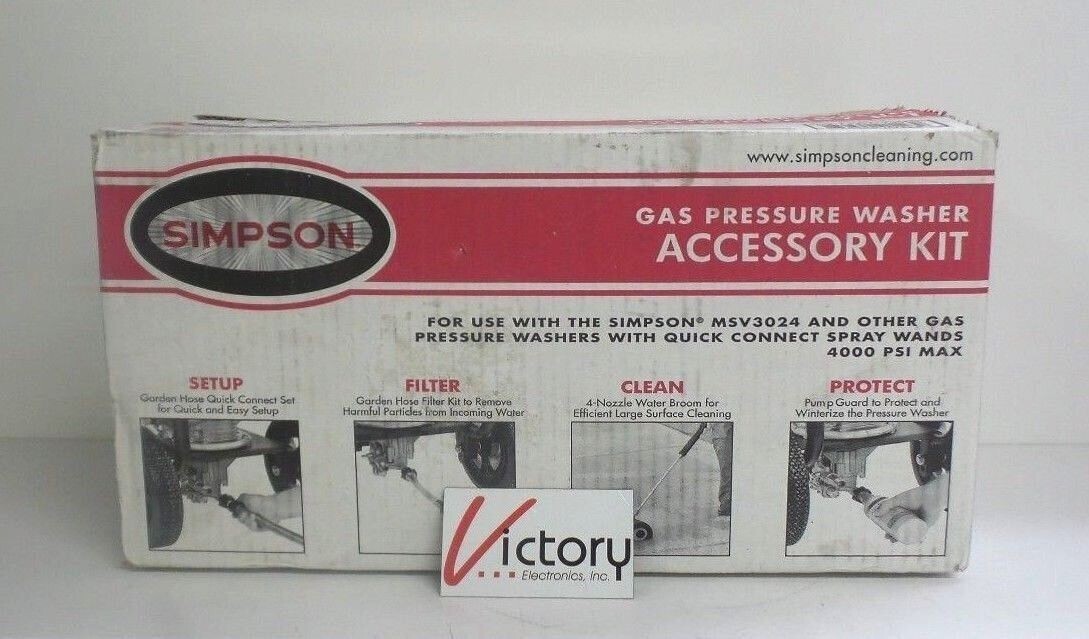 www.simpsoncleaning.com
SIMPSON
GAS PRESSURE WASHER
ACCESSORY KIT
FOR USE WITH THE SIMPSON® MSV3024 AND OTHER GAS
PRESSURE WASHERS WITH QUICK CONNECT SPRAY WANDS
4000 PSI MAX
SETUP
Garden Hose Quick Connect Set
for Quick and Easy Setup
FILTER
Garden Hose Filter Kit to Remove
Harmful Particles from Incoming Water
CLEAN
4-Nozzle Water Broom for
Efficient Large Surface Cleaning
PROTECT
Pump Guard to Protect and
Winterize the Pressure Washer
Victory
Electronics, Inc.